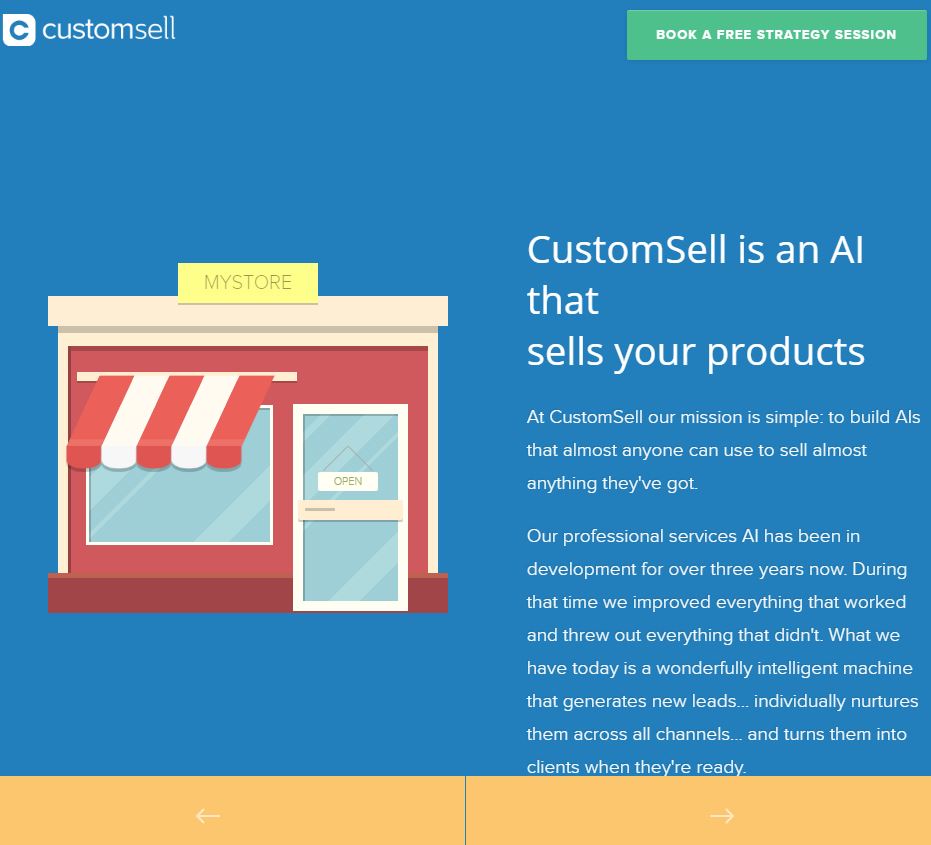 customsell
BOOK A FREE STRATEGY SESSION
MYSTORE
OPEN
CustomSell is an AI
that
sells your products
At CustomSell our mission is simple: to build AIs
that almost anyone can use to sell almost
anything they've got.
Our professional services AI has been in
development for over three years now. During
that time we improved everything that worked
and threw out everything that didn't. What we
have today is a wonderfully intelligent machine
that generates new leads... individually nurtures
them across all channels... and turns them into
clients when they're ready.